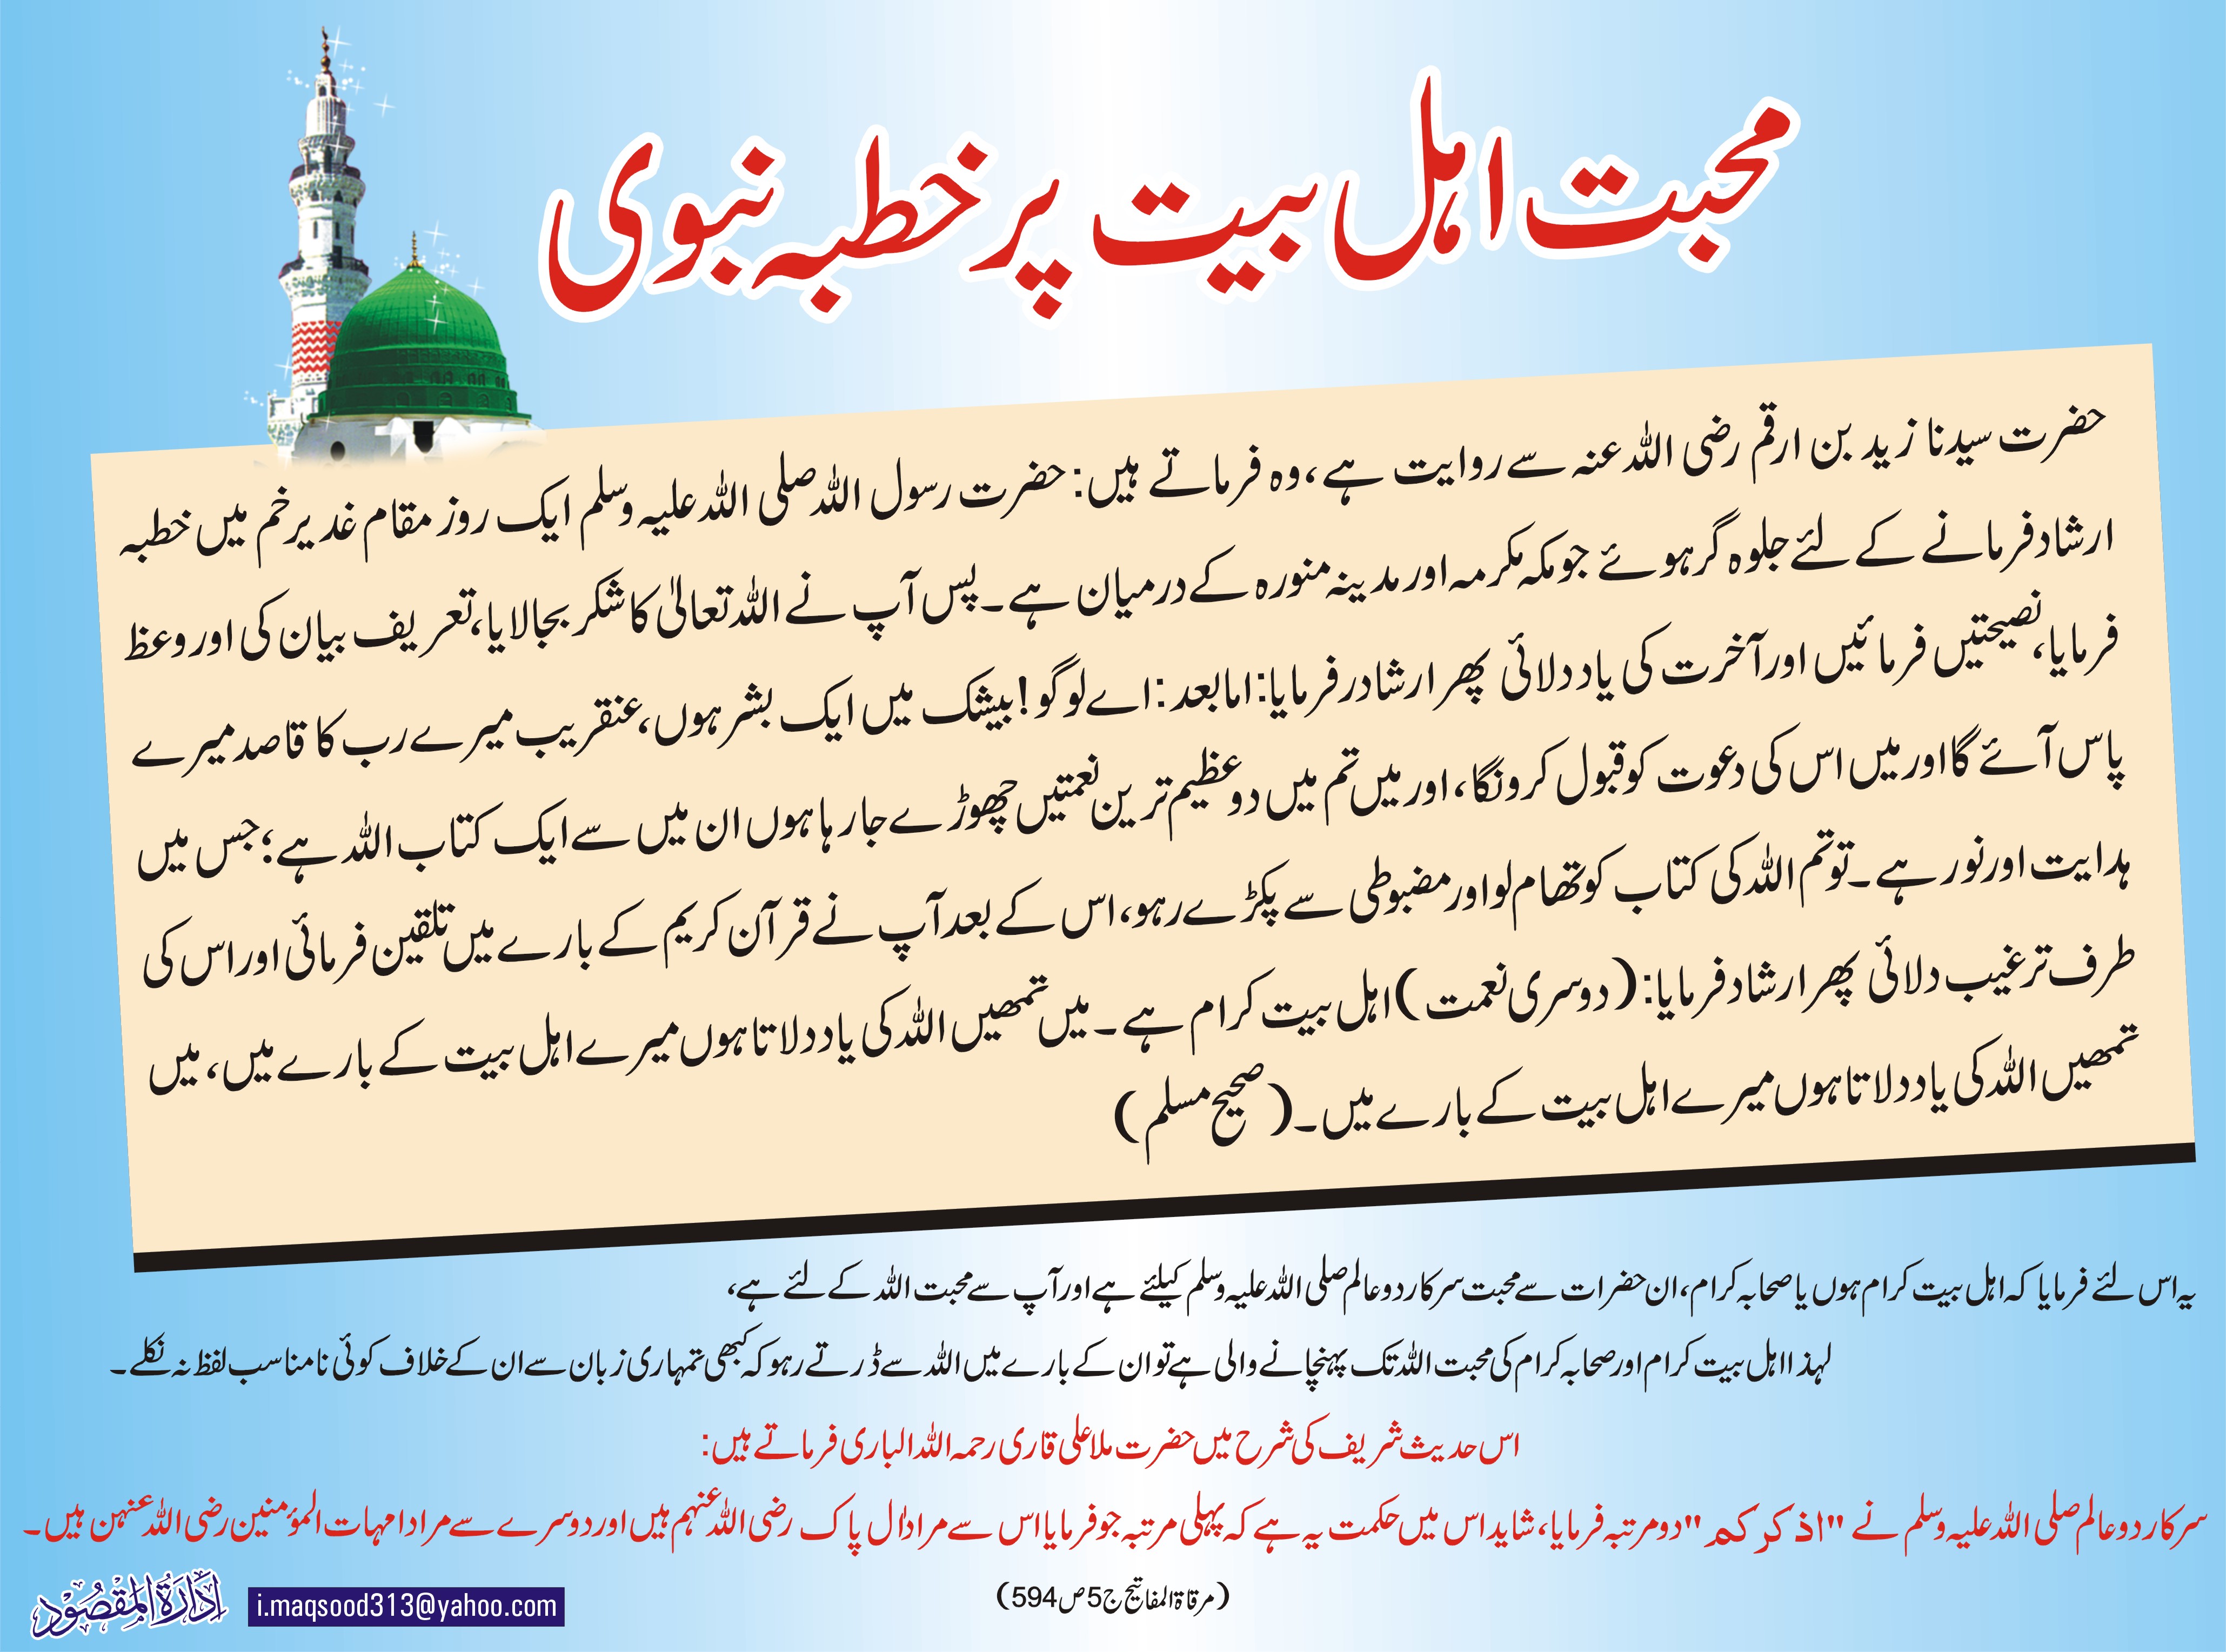 محبت اہل بیت پر خطبہ نبوی
حضرت سیدنا زید بن ارقم رضی اللہ عنہ سے روایت ہے، وہ فرماتے ہیں: حضرت رسول اللہ صلی اللہ علیہ وسلم ایک روز مقام غدیر خم میں خطبہ
ارشاد فرمانے کے لئے جلوہ گر ہوئے جو مکہ مکرمہ اور مدینہ منورہ کے درمیان ہے۔ پس آپ نے اللہ تعالیٰ کا شکر بجا لایا، تعریف بیان کی اور وعظ
فرمایا، نصیحتیں فرمائیں اور آخرت کی یاد دلائی پھر ارشادر فرمایا: اما بعد: اے لوگو! بیشک میں ایک بشر ہوں، عنقریب میرے رب کا قاصد میرے
پاس آئے گا اور میں اس کی دعوت کو قبول کرونگا، اور میں تم میں دو عظیم ترین نعمتیں چھوڑے جا رہا ہوں ان میں سے ایک کتاب اللہ ہے؛ جس میں
ہدایت اور نور ہے۔ تو تم اللہ کی کتاب کو تھام لو اور مضبوطی سے پکڑے رہو، اس کے بعد آپ نے قرآن کریم کے بارے میں تلقین فرمائی اور اس کی
طرف ترغیب دلائی پھر ارشاد فرمایا: (دوسری نعمت) اہل بیت کرام ہے۔ میں تمھیں اللہ کی یاد دلاتا ہوں میرے اہل بیت کے بارے میں، میں
تمھیں اللہ کی یاد دلاتا ہوں میرے اہل بیت کے بارے میں۔ (صحیح مسلم)
یہ اس لئے فرمایا کہ اہل بیت کرام ہوں یا صحابہ کرام، ان حضرات سے محبت سرکار دو عالم صلی اللہ علیہ وسلم کیلئے ہے اور آپ سے محبت اللہ کے لئے ہے،
لہذا اہل بیت کرام اور صحابہ کرام کی محبت اللہ تک پہنچانے والی ہے تو ان کے بارے میں اللہ سے ڈرتے رہو کہ کبھی تمہاری زبان سے ان کے خلاف کوئی نامناسب لفظ نہ نکلے۔
اس حدیث شریف کی شرح میں حضرت ملا علی قاری رحمہ اللہ الباری فرماتے ہیں:
سرکار دو عالم صلی اللہ علیہ وسلم نے "اذکرکم" دو مرتبہ فرمایا، شاید اس میں حکمت یہ ہے کہ پہلی مرتبہ جو فرمایا اس سے مراد اٰل پاک رضی اللہ عنہم ہیں اور دوسرے سے مراد امہات المؤمنین رضی اللہ عنہن ہیں۔
(مرقاۃ المفاتیح ج5 ص594)
اِدَارَۃُ الْمَقْصُوْد
i.maqsood313@yahoo.com